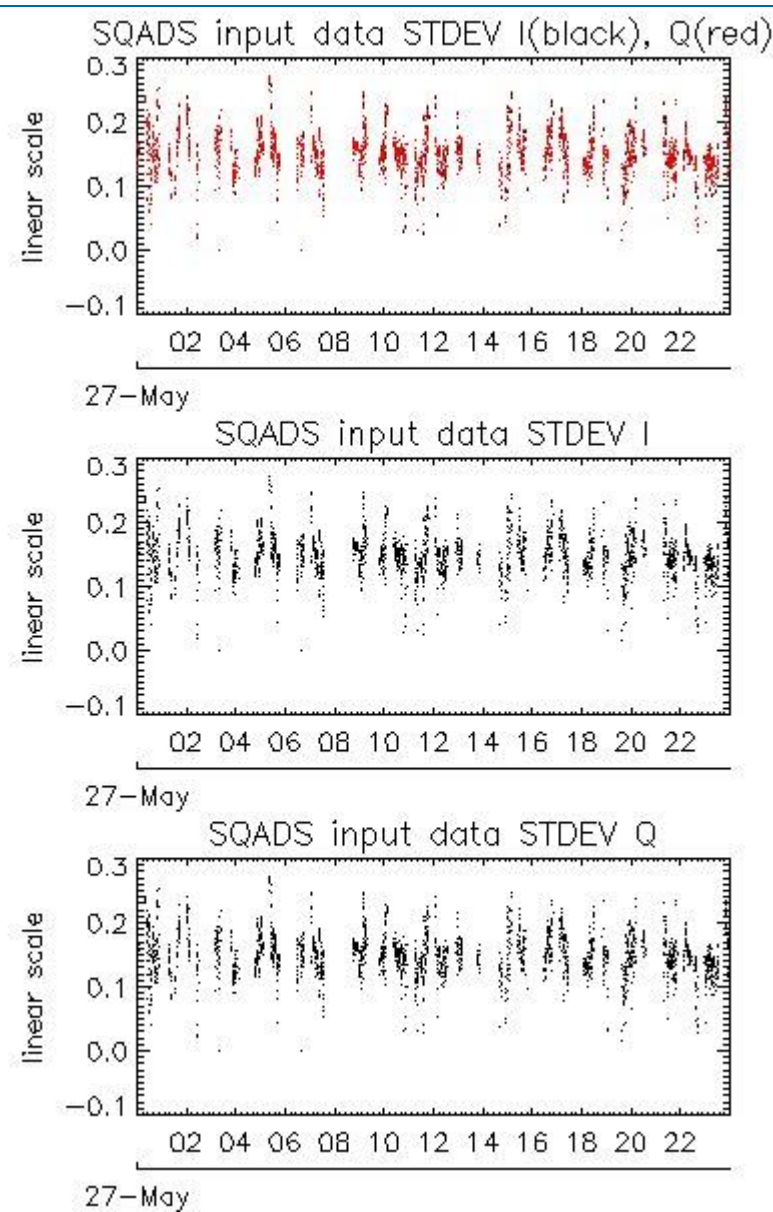 SQADS input data STDEV I(black), Q(red)
0.3
0.2
0.1
0.0
−0.1
linear scale
02 04 06 08 10 12 14 16 18 20 22
27−May
SQADS input data STDEV I
0.3
0.2
0.1
0.0
−0.1
linear scale
02 04 06 08 10 12 14 16 18 20 22
27−May
SQADS input data STDEV Q
0.3
0.2
0.1
0.0
−0.1
linear scale
02 04 06 08 10 12 14 16 18 20 22
27−May